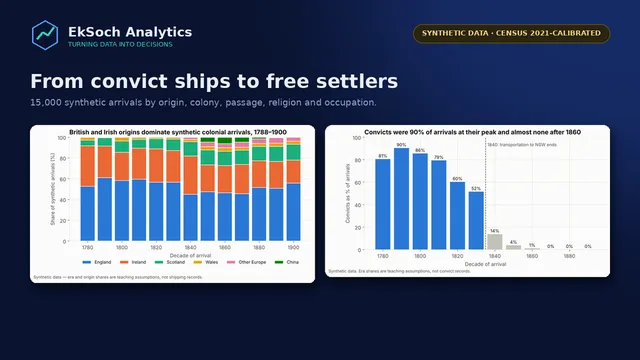 EkSoch Analytics
TURNING DATA INTO DECISIONS
SYNTHETIC DATA · CENSUS 2021-CALIBRATED
From convict ships to free settlers
15,000 synthetic arrivals by origin, colony, passage, religion and occupation.
British and Irish origins dominate synthetic colonial arrivals, 1788–1900
Share of synthetic arrivals (%)
100
80
60
40
20
0
1780 1800 1820 1840 1860 1880 1900
Decade of arrival
England Ireland Scotland Wales Other Europe China
Synthetic data — era and origin shares are teaching assumptions, not shipping records.
Convicts were 90% of arrivals at their peak and almost none after 1860
Convicts as % of arrivals
100
80
60
40
20
0
81% 90% 86% 79% 60% 52% 14% 4% 1% 0% 0% 0%
1840: transportation to NSW ends
1780 1800 1820 1840 1860 1880
Decade of arrival
Synthetic data. Era shares are teaching assumptions, not convict records.